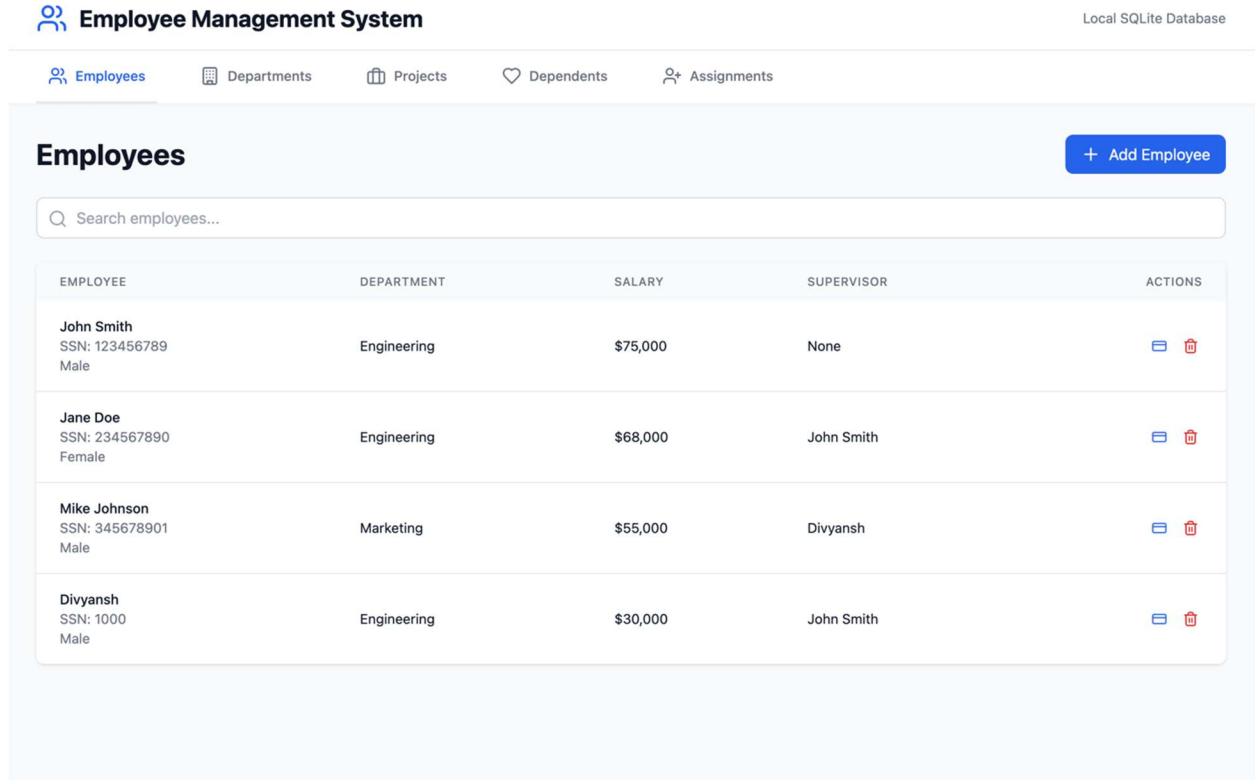 Employee Management System
Local SQLite Database
Employees
Departments
Projects
Dependents
Assignments
Employees
Add Employee
Search employees...
EMPLOYEE DEPARTMENT SALARY SUPERVISOR ACTIONS
John Smith
SSN: 123456789
Male
Engineering
$75,000
None
Jane Doe
SSN: 234567890
Female
Engineering
$68,000
John Smith
Mike Johnson
SSN: 345678901
Male
Marketing
$55,000
Divyansh
Divyansh
SSN: 1000
Male
Engineering
$30,000
John Smith